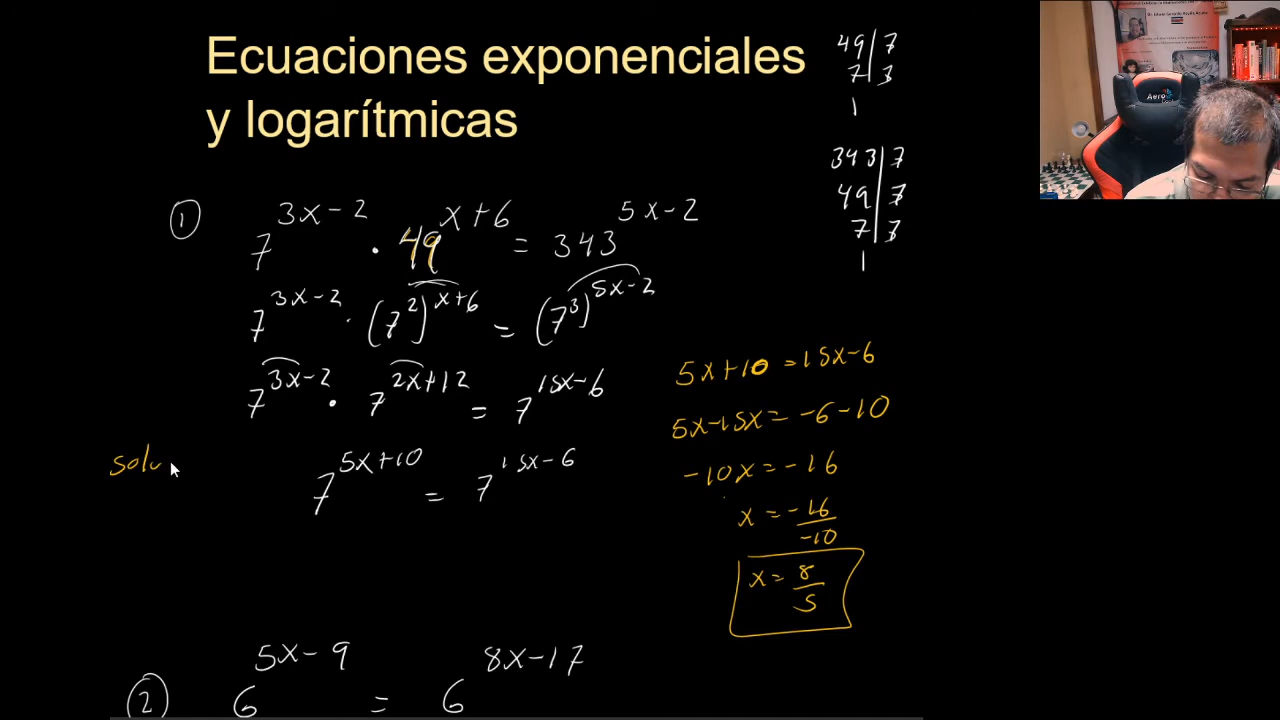 Ecuaciones exponenciales
y logarítmicas
49|7
7|3
1
343|7
49|7
7|7
1
① 7^{3x-2} · 49^{x+6} = 343^{5x-2}
7^{3x-2} · (7^2)^{x+6} = (7^3)^{5x-2}
7^{3x-2} · 7^{2x+12} = 7^{15x-6}
7^{5x+10} = 7^{15x-6}
solu
5x+10 = 15x-6
5x-15x = -6-10
-10x = -16
x = -16/-10
x = 8/5
② 6^{5x-9} = 6^{8x-17}
Aero